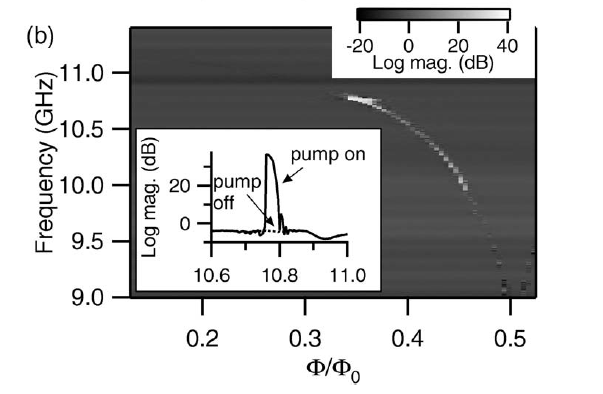 (b)
-20 0 20 40
Log mag. (dB)
Frequency (GHz)
11.0
10.5
10.0
9.5
9.0
Log mag. (dB)
20
0
pump on
pump
off
10.6 10.8 11.0
0.2 0.3 0.4 0.5
Φ/Φ0